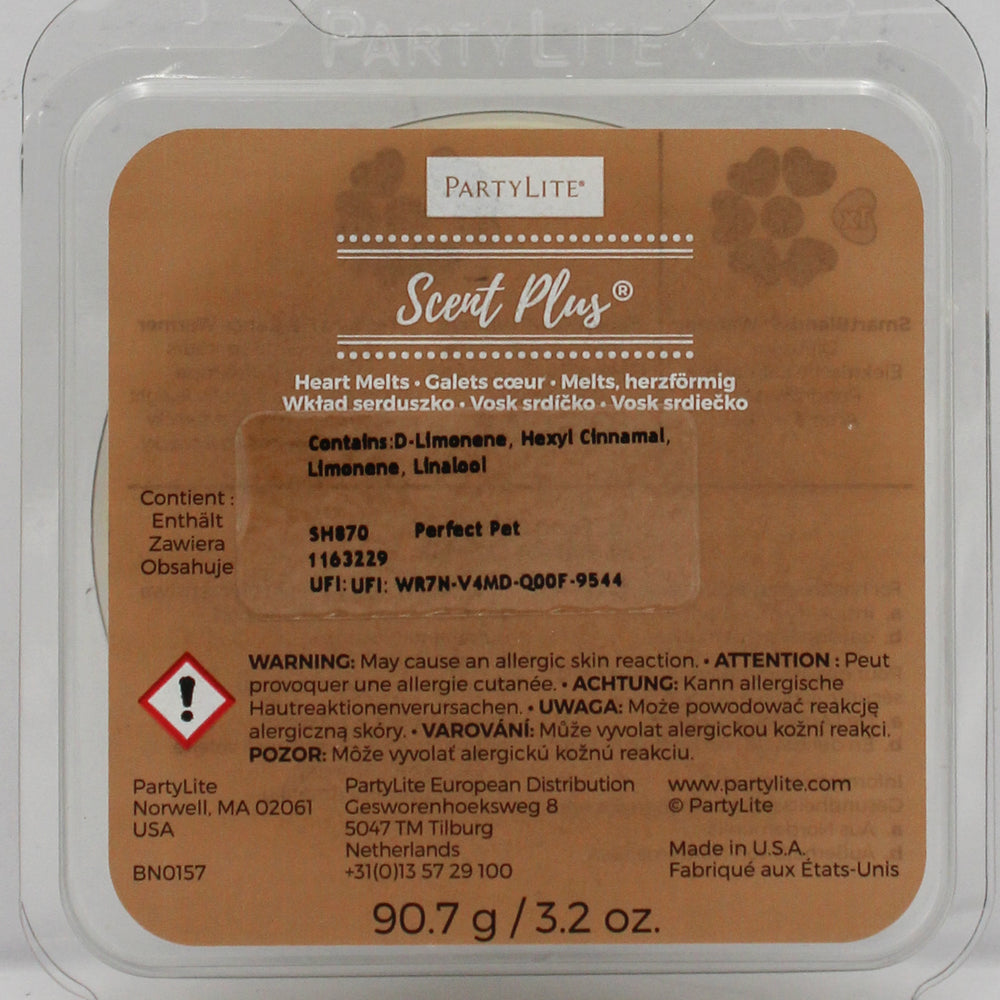 PARTYLITE
PARTYLITE®
Scent Plus®
Heart Melts • Galets cœur • Melts, herzförmig
Wkład serduszko • Vosk srdíčko • Vosk srdiečko
Contains:D-Limonene, Hexyl Cinnamal,
Limonene, Linalool
Contient :
Enthält
Zawiera
Obsahuje
SH870 Perfect Pet
1163229
UFI: UFI: WR7N-V4MD-Q00F-9544
WARNING: May cause an allergic skin reaction. • ATTENTION : Peut
provoquer une allergie cutanée. • ACHTUNG: Kann allergische
Hautreaktionenverursachen. • UWAGA: Może powodować reakcję
alergiczną skóry. • VAROVÁNÍ: Může vyvolat alergickou kožní reakci.
POZOR: Môže vyvolať alergickú kožnú reakciu.
PartyLite
Norwell, MA 02061
USA
BN0157
PartyLite European Distribution
Gesworenhoeksweg 8
5047 TM Tilburg
Netherlands
+31(0)13 57 29 100
www.partylite.com
© PartyLite
Made in U.S.A.
Fabriqué aux États-Unis
90.7 g / 3.2 oz.